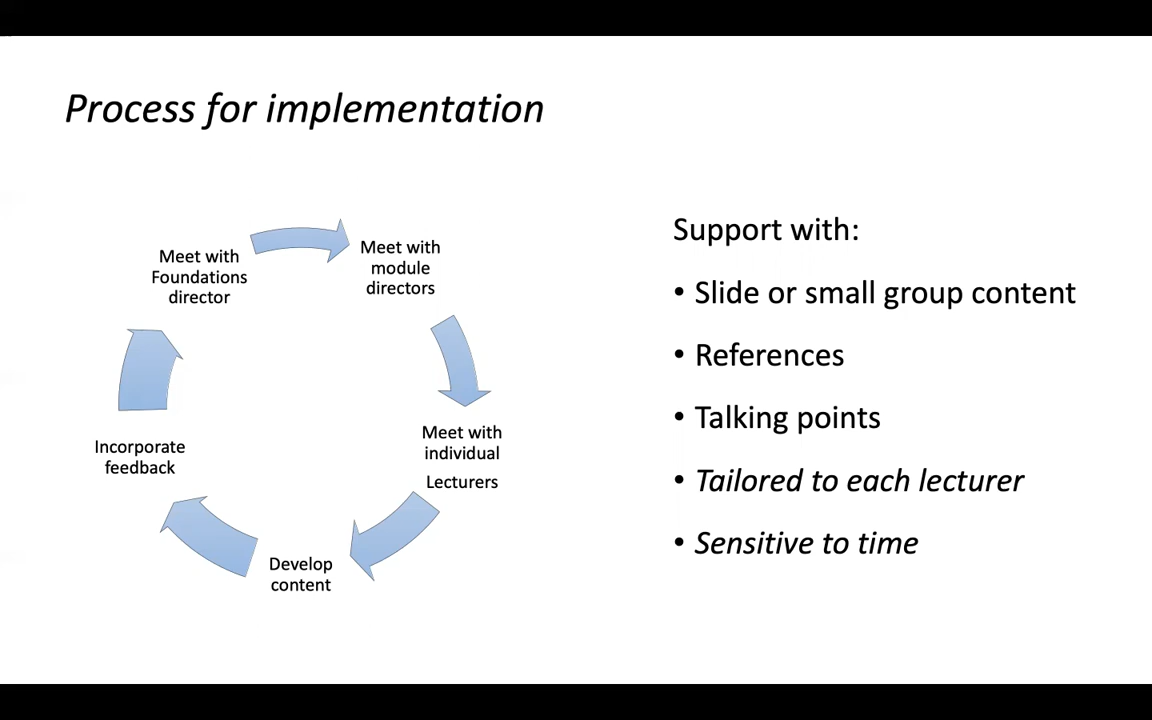 Process for implementation
Meet with
Foundations
director
Meet with
module
directors
Meet with
individual
Lecturers
Develop
content
Incorporate
feedback
Support with:
• Slide or small group content
• References
• Talking points
• Tailored to each lecturer
• Sensitive to time